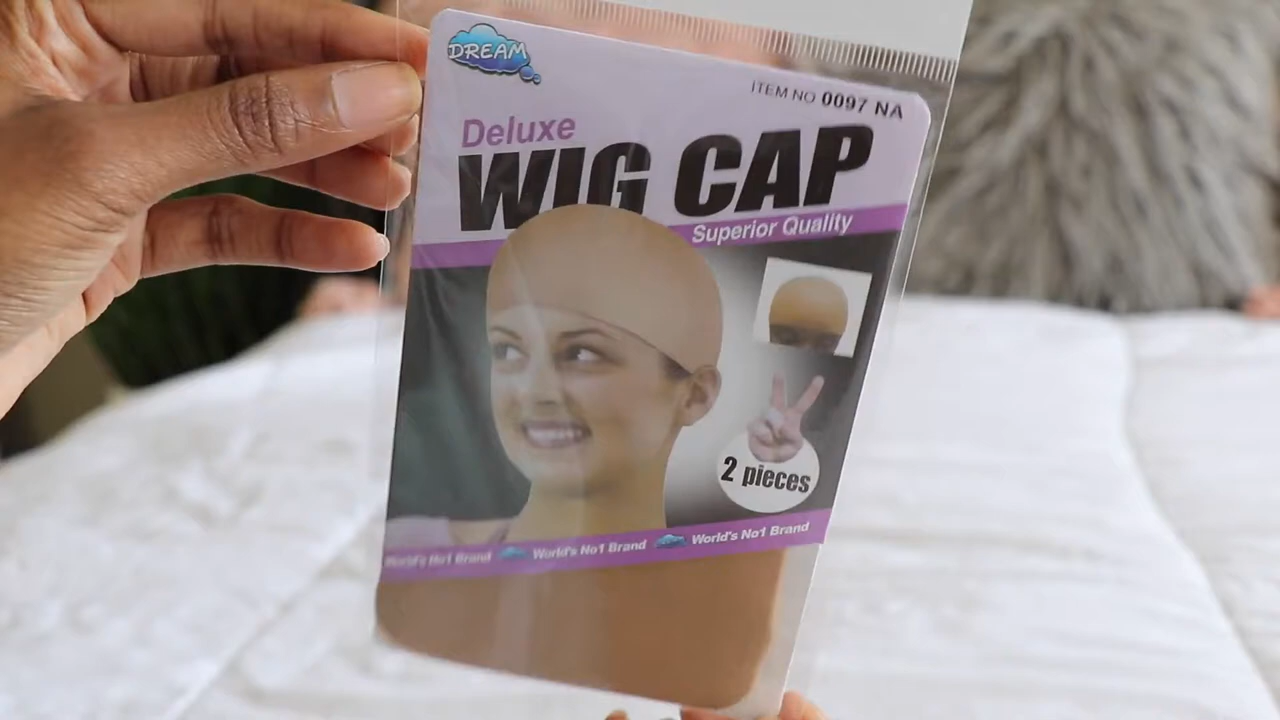 DREAM
ITEM NO 0097 NA
Deluxe
WIG CAP
Superior Quality
2 pieces
World's No1 Brand World's No1 Brand World's No1 Brand